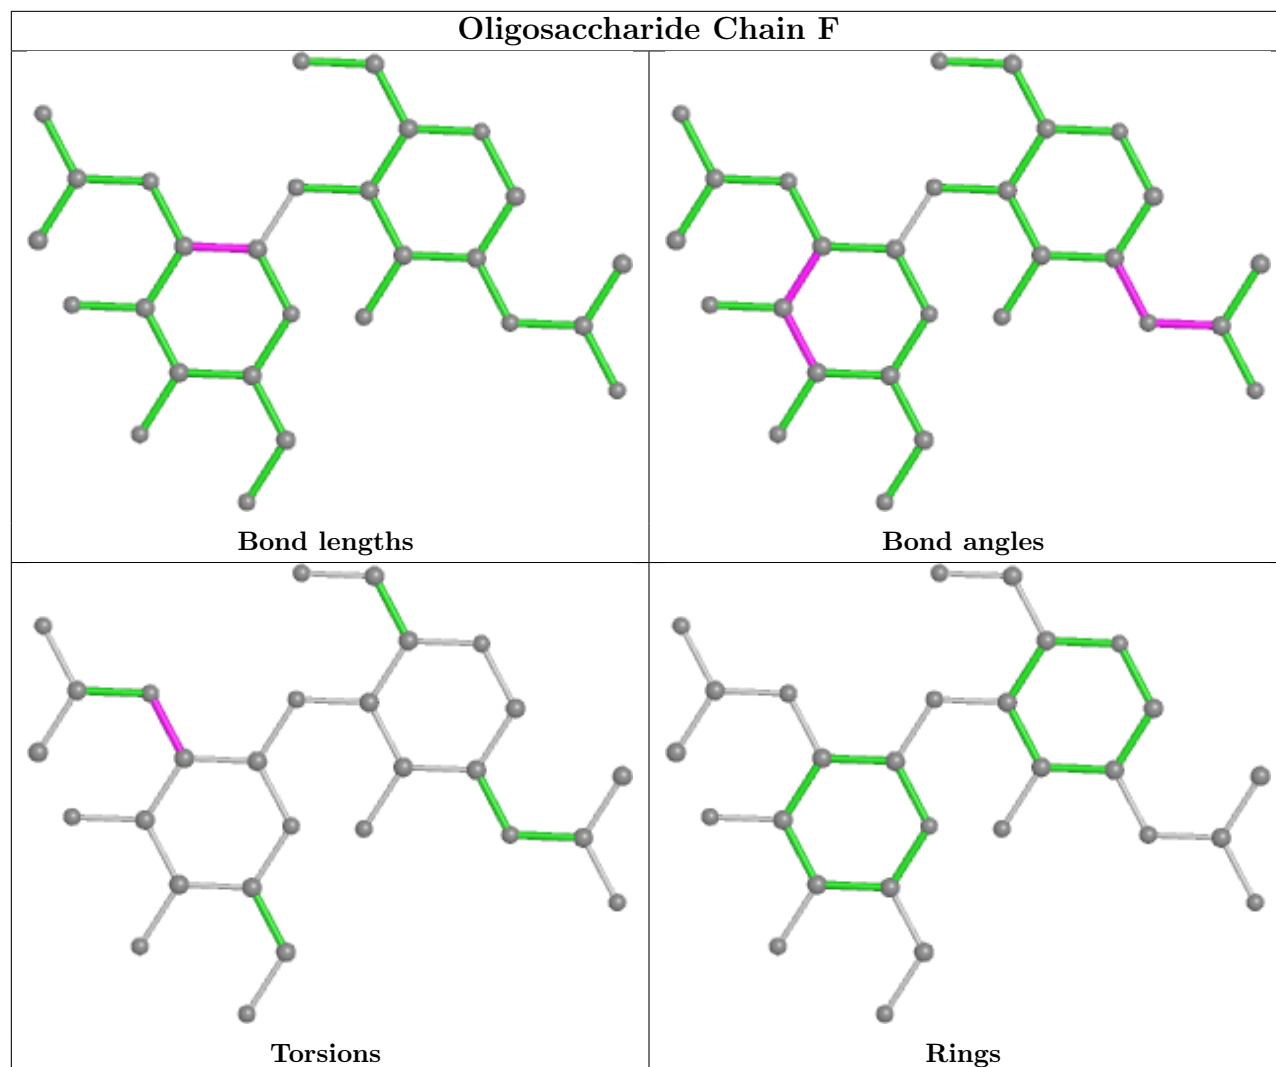 Oligosaccharide Chain F
Bond lengths
Bond angles
Torsions
Rings